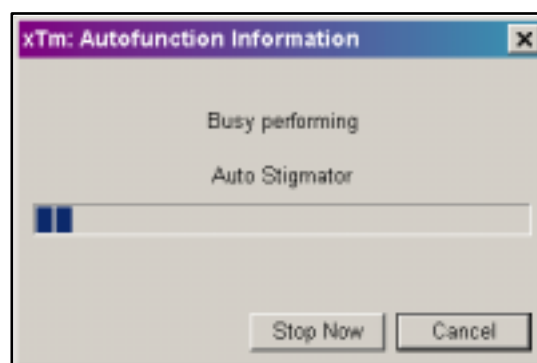 xTm: Autofunction Information
Busy performing
Auto Stigmator
Stop Now Cancel